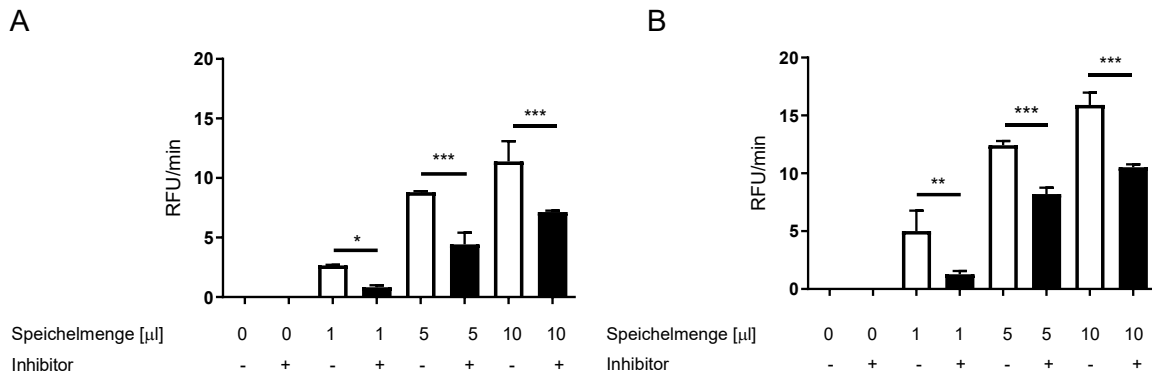 A
B
20
15
10
5
0
RFU/min
*
***
***
Speichelmenge [µl] 0 0 1 1 5 5 10 10
Inhibitor - + - + - + - +
20
15
10
5
0
RFU/min
**
***
***
Speichelmenge [µl] 0 0 1 1 5 5 10 10
Inhibitor - + - + - + - +